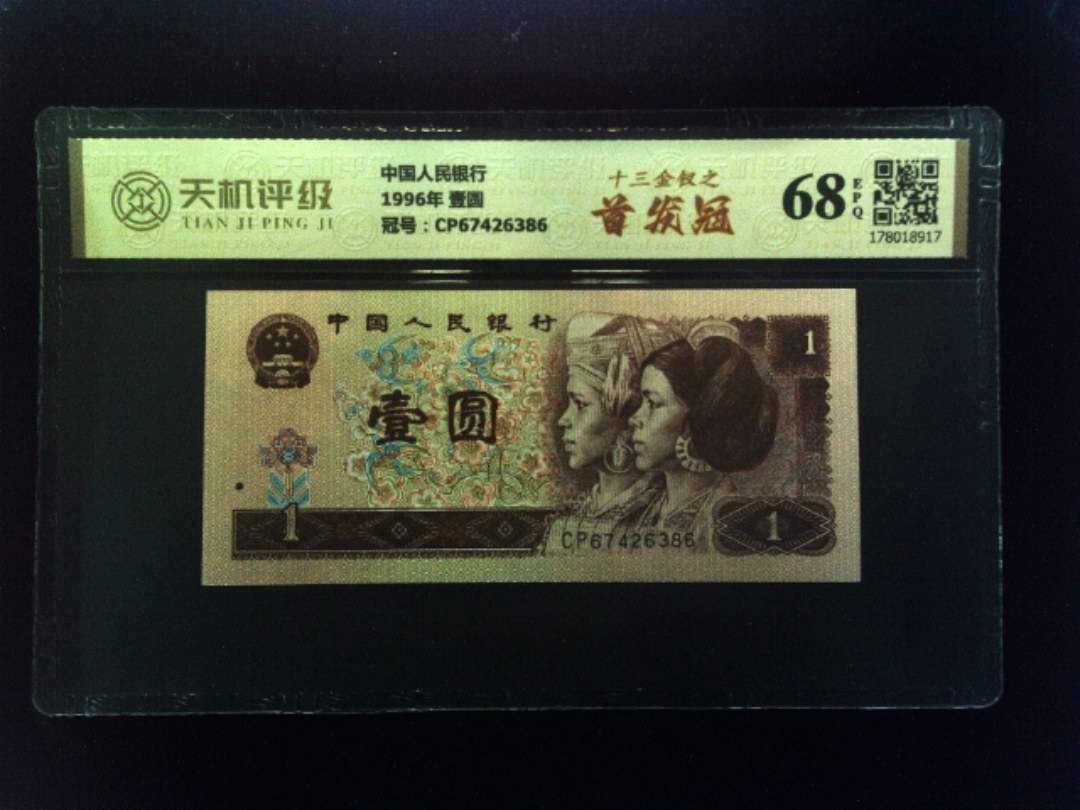 天机评级
TIAN JI PING JI
中国人民银行
1996年 壹圆
冠号：CP67426386
十三金钗之
首发冠
68
EPQ
178018917
中国人民银行
壹圆
1
1
CP67426386
1